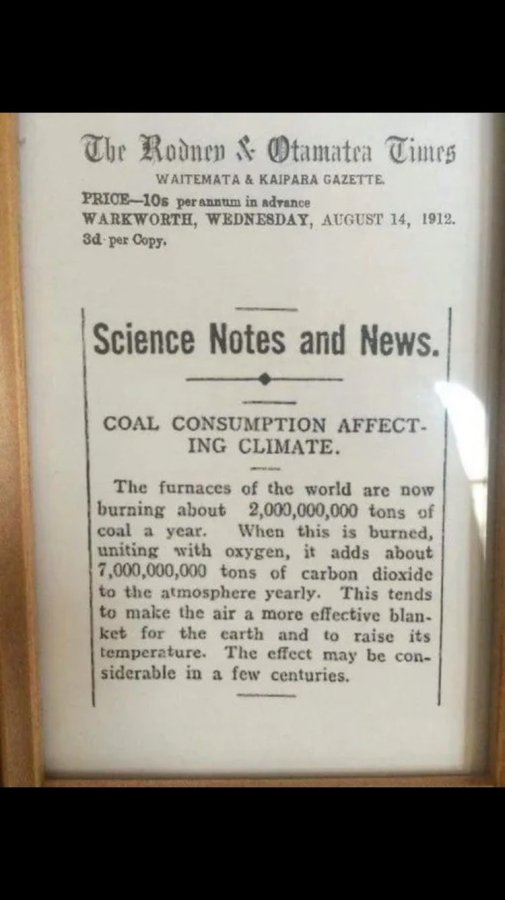 The Rodney & Otamatea Times
WAITEMATA & KAIPARA GAZETTE.
PRICE—10s per annum in advance
WARKWORTH, WEDNESDAY, AUGUST 14, 1912.
3d per Copy.
Science Notes and News.
COAL CONSUMPTION AFFECT-
ING CLIMATE.
The furnaces of the world are now
burning about 2,000,000,000 tons of
coal a year. When this is burned,
uniting with oxygen, it adds about
7,000,000,000 tons of carbon dioxide
to the atmosphere yearly. This tends
to make the air a more effective blan-
ket for the earth and to raise its
temperature. The effect may be con-
siderable in a few centuries.